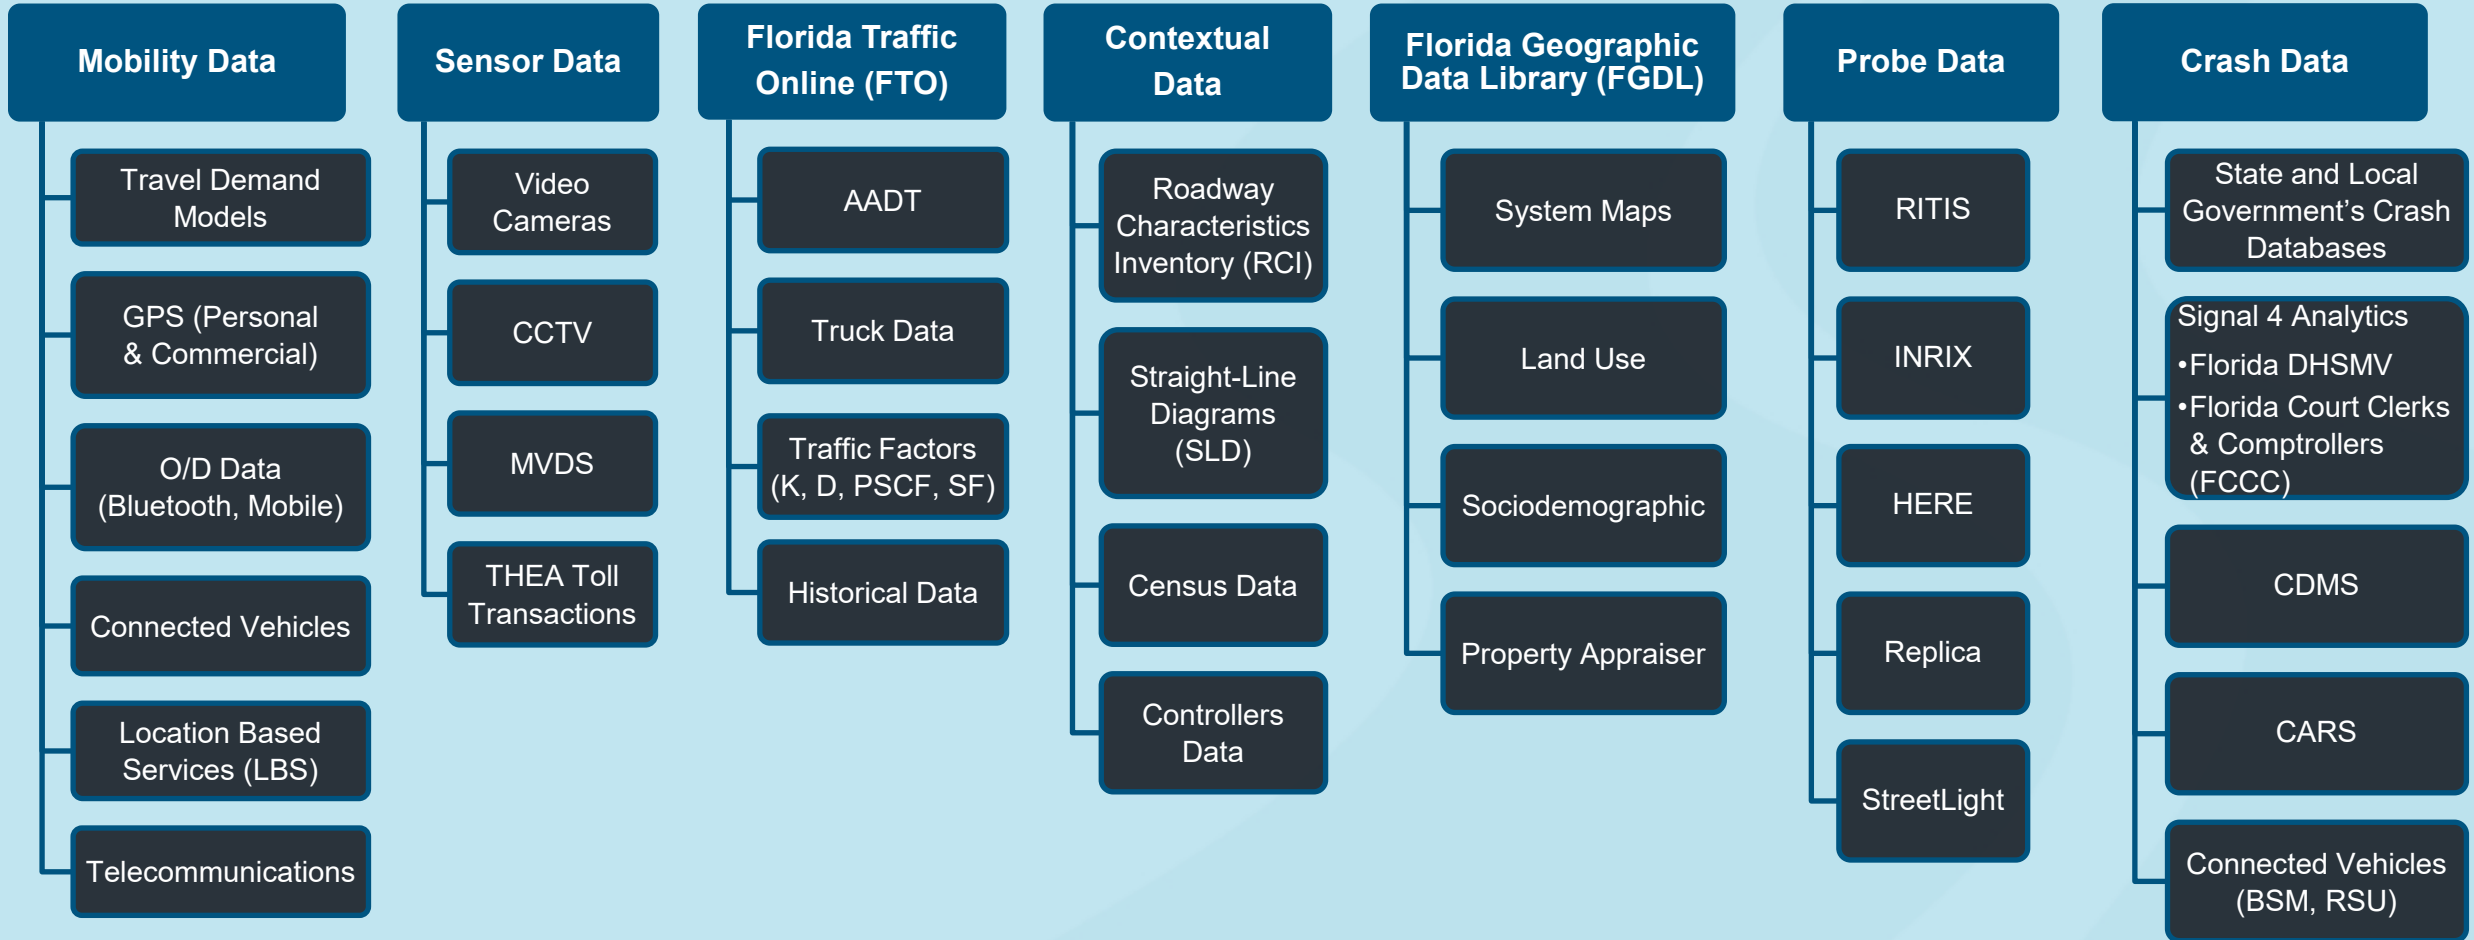 Mobility Data
Travel Demand
Models
GPS (Personal
& Commercial)
O/D Data
(Bluetooth, Mobile)
Connected Vehicles
Location Based
Services (LBS)
Telecommunications
Sensor Data
Video
Cameras
CCTV
MVDS
THEA Toll
Transactions
Florida Traffic
Online (FTO)
AADT
Truck Data
Traffic Factors
(K, D, PSCF, SF)
Historical Data
Contextual
Data
Roadway
Characteristics
Inventory (RCI)
Straight-Line
Diagrams
(SLD)
Census Data
Controllers
Data
Florida Geographic
Data Library (FGDL)
System Maps
Land Use
Sociodemographic
Property Appraiser
Probe Data
RITIS
INRIX
HERE
Replica
StreetLight
Crash Data
State and Local
Government’s Crash
Databases
Signal 4 Analytics
•Florida DHSMV
•Florida Court Clerks
& Comptrollers
(FCCC)
CDMS
CARS
Connected Vehicles
(BSM, RSU)